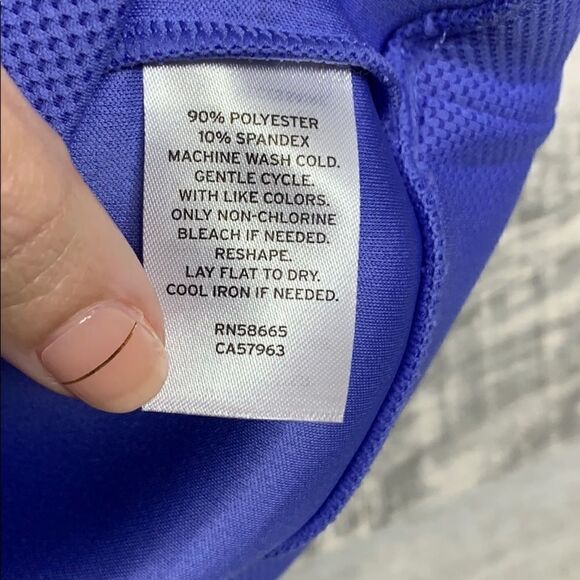 90% POLYESTER
10% SPANDEX
MACHINE WASH COLD.
GENTLE CYCLE.
WITH LIKE COLORS.
ONLY NON-CHLORINE
BLEACH IF NEEDED.
RESHAPE.
LAY FLAT TO DRY.
COOL IRON IF NEEDED.
RN58665
CA57963